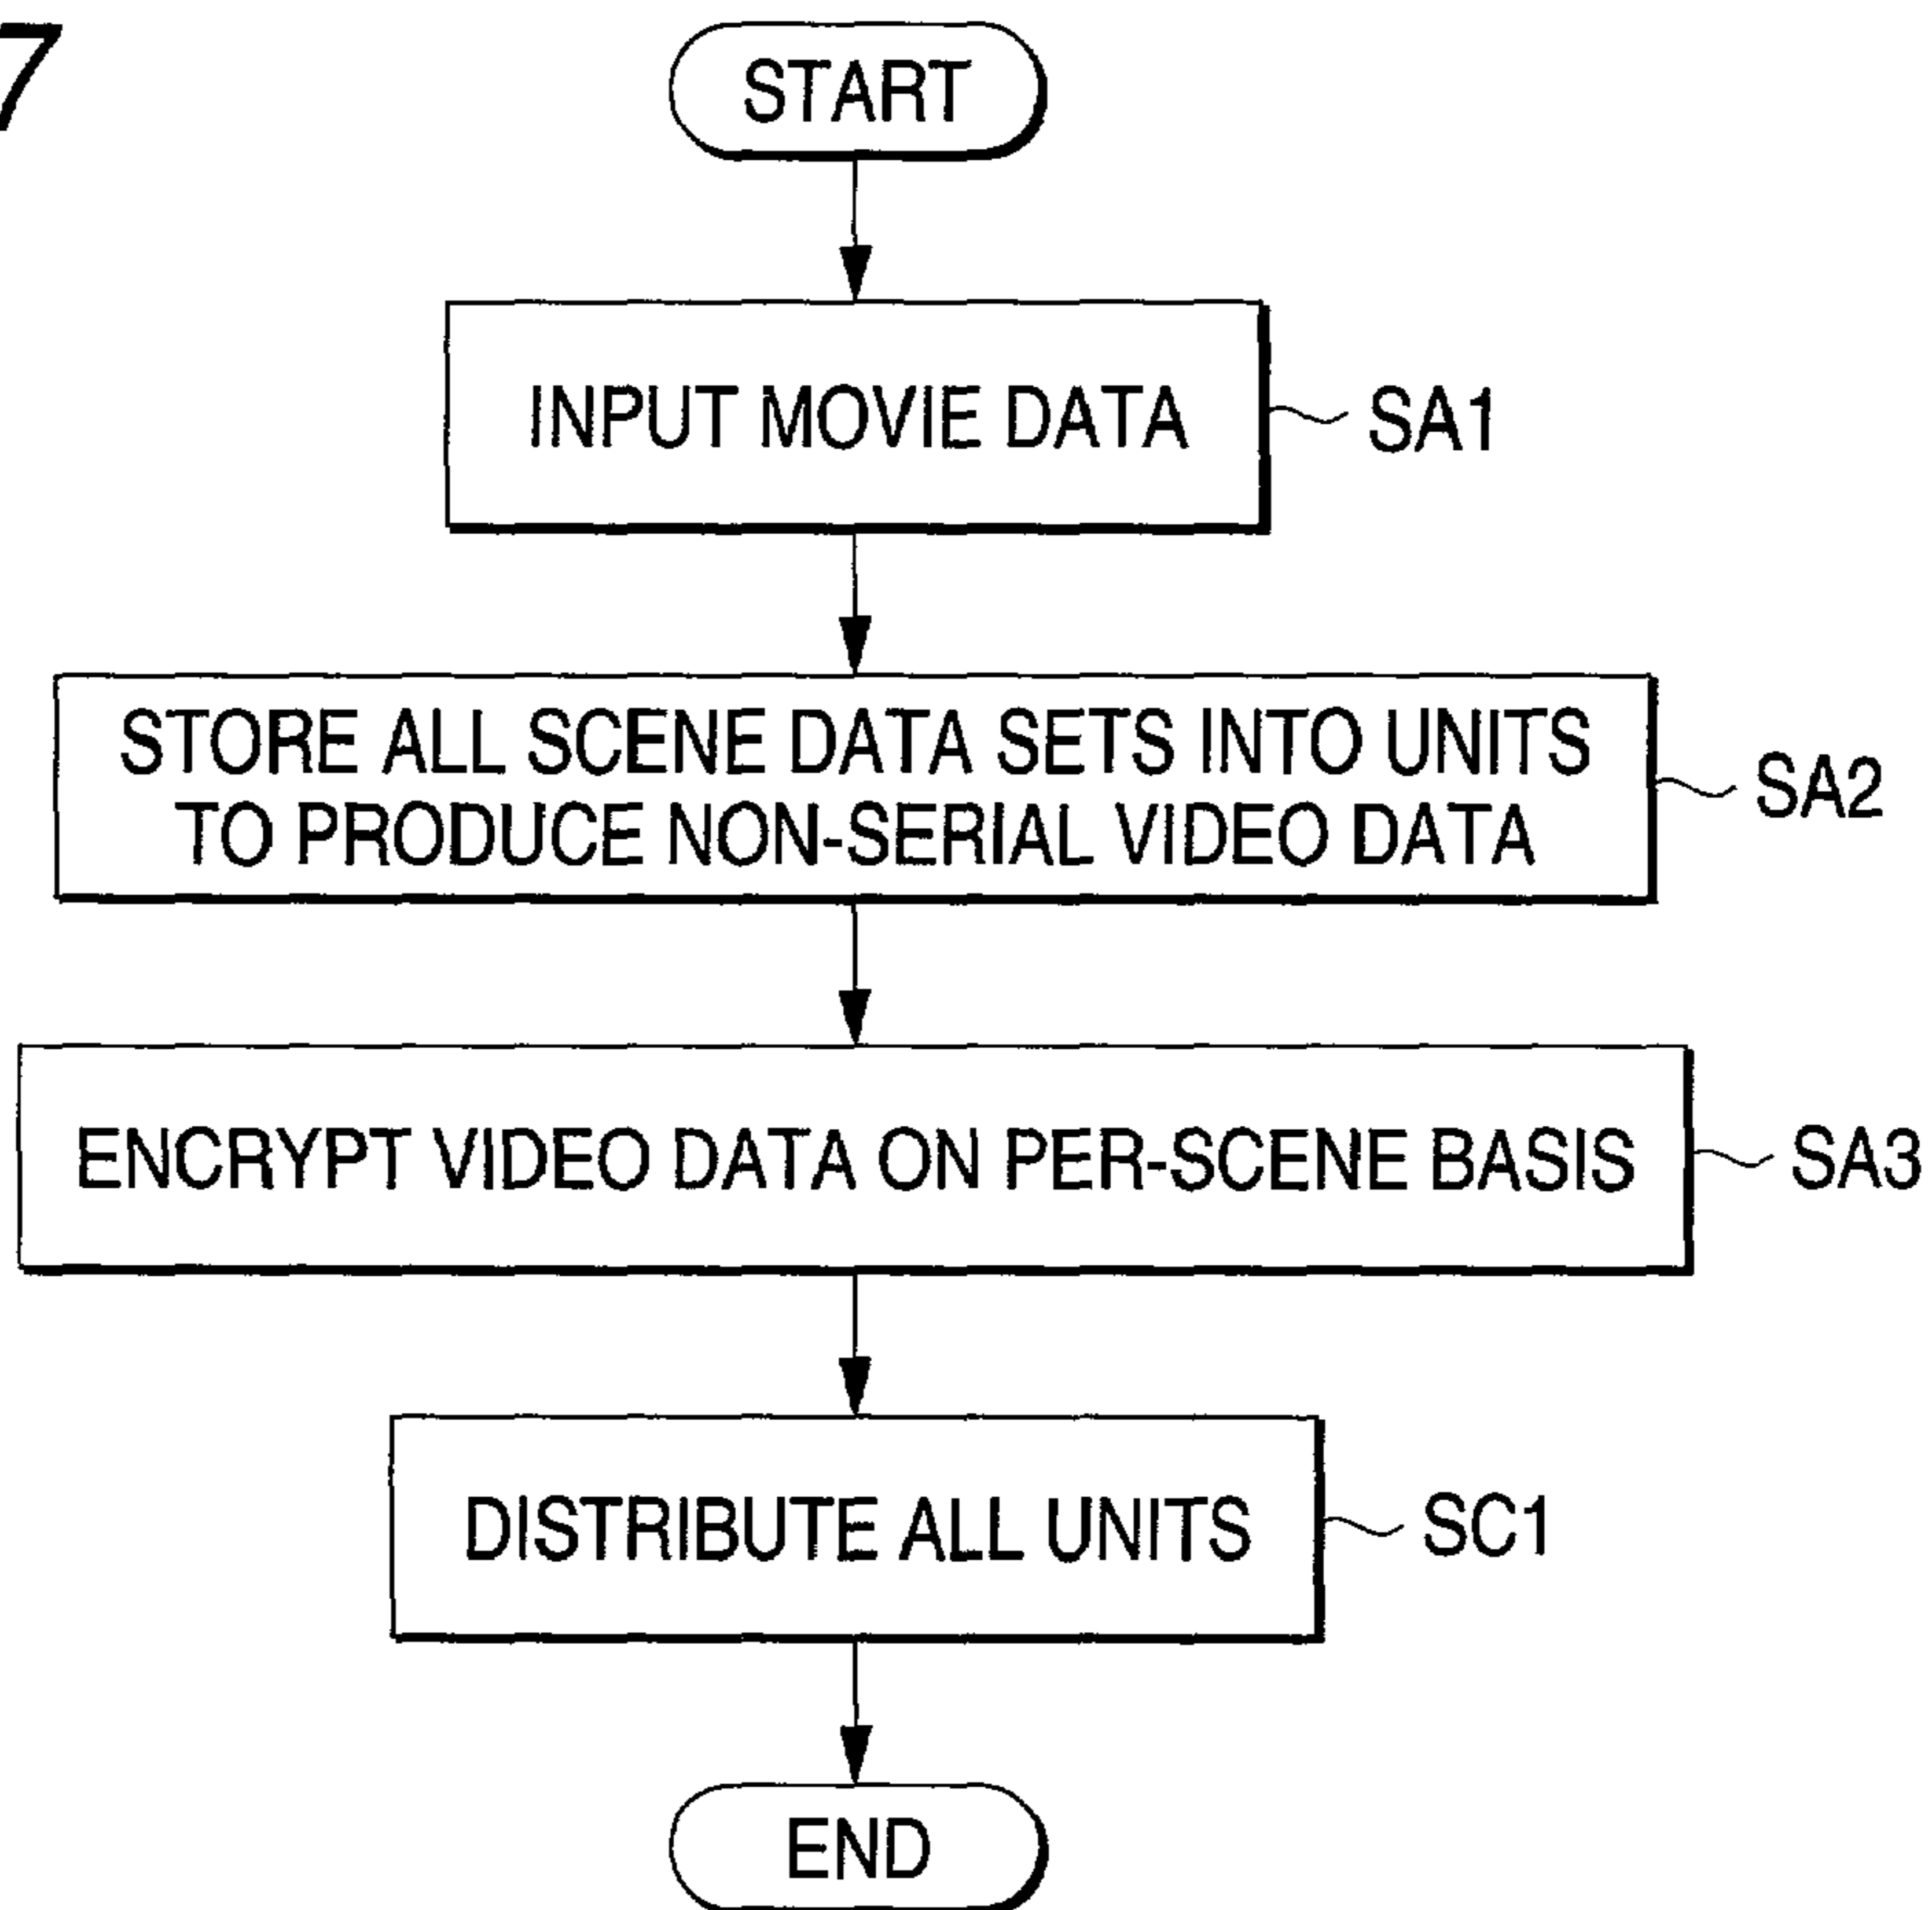 7
START
INPUT MOVIE DATA
SA1
STORE ALL SCENE DATA SETS INTO UNITS
TO PRODUCE NON-SERIAL VIDEO DATA
SA2
ENCRYPT VIDEO DATA ON PER-SCENE BASIS
SA3
DISTRIBUTE ALL UNITS
SC1
END